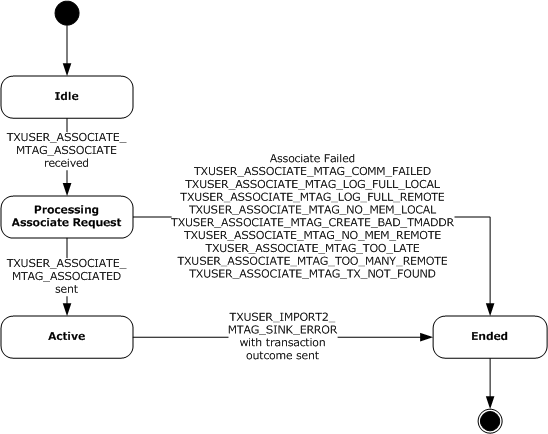 Idle
TXUSER_ASSOCIATE_
MTAG_ASSOCIATE
received
Associate Failed
TXUSER_ASSOCIATE_MTAG_COMM_FAILED
TXUSER_ASSOCIATE_MTAG_LOG_FULL_LOCAL
TXUSER_ASSOCIATE_MTAG_LOG_FULL_REMOTE
TXUSER_ASSOCIATE_MTAG_NO_MEM_LOCAL
TXUSER_ASSOCIATE_MTAG_CREATE_BAD_TMADDR
TXUSER_ASSOCIATE_MTAG_NO_MEM_REMOTE
TXUSER_ASSOCIATE_MTAG_TOO_LATE
TXUSER_ASSOCIATE_MTAG_TOO_MANY_REMOTE
TXUSER_ASSOCIATE_MTAG_TX_NOT_FOUND
Processing
Associate Request
TXUSER_ASSOCIATE_
MTAG_ASSOCIATED
sent
Active
TXUSER_IMPORT2_
MTAG_SINK_ERROR
with transaction
outcome sent
Ended